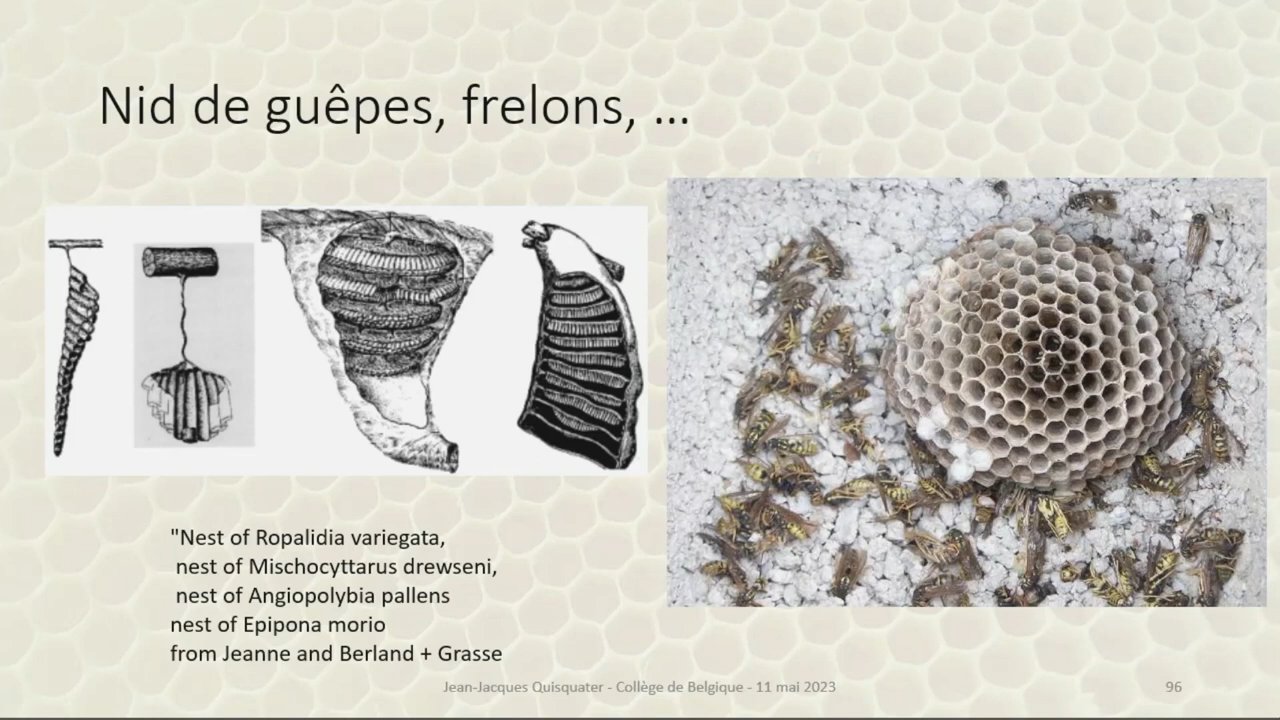 Nid de guêpes, frelons, ...
"Nest of Ropalidia variegata,
nest of Mischocyttarus drewseni,
nest of Angiopolybia pallens
nest of Epipona morio
from Jeanne and Berland + Grasse
Jean-Jacques Quisquater - Collège de Belgique - 11 mai 2023
96